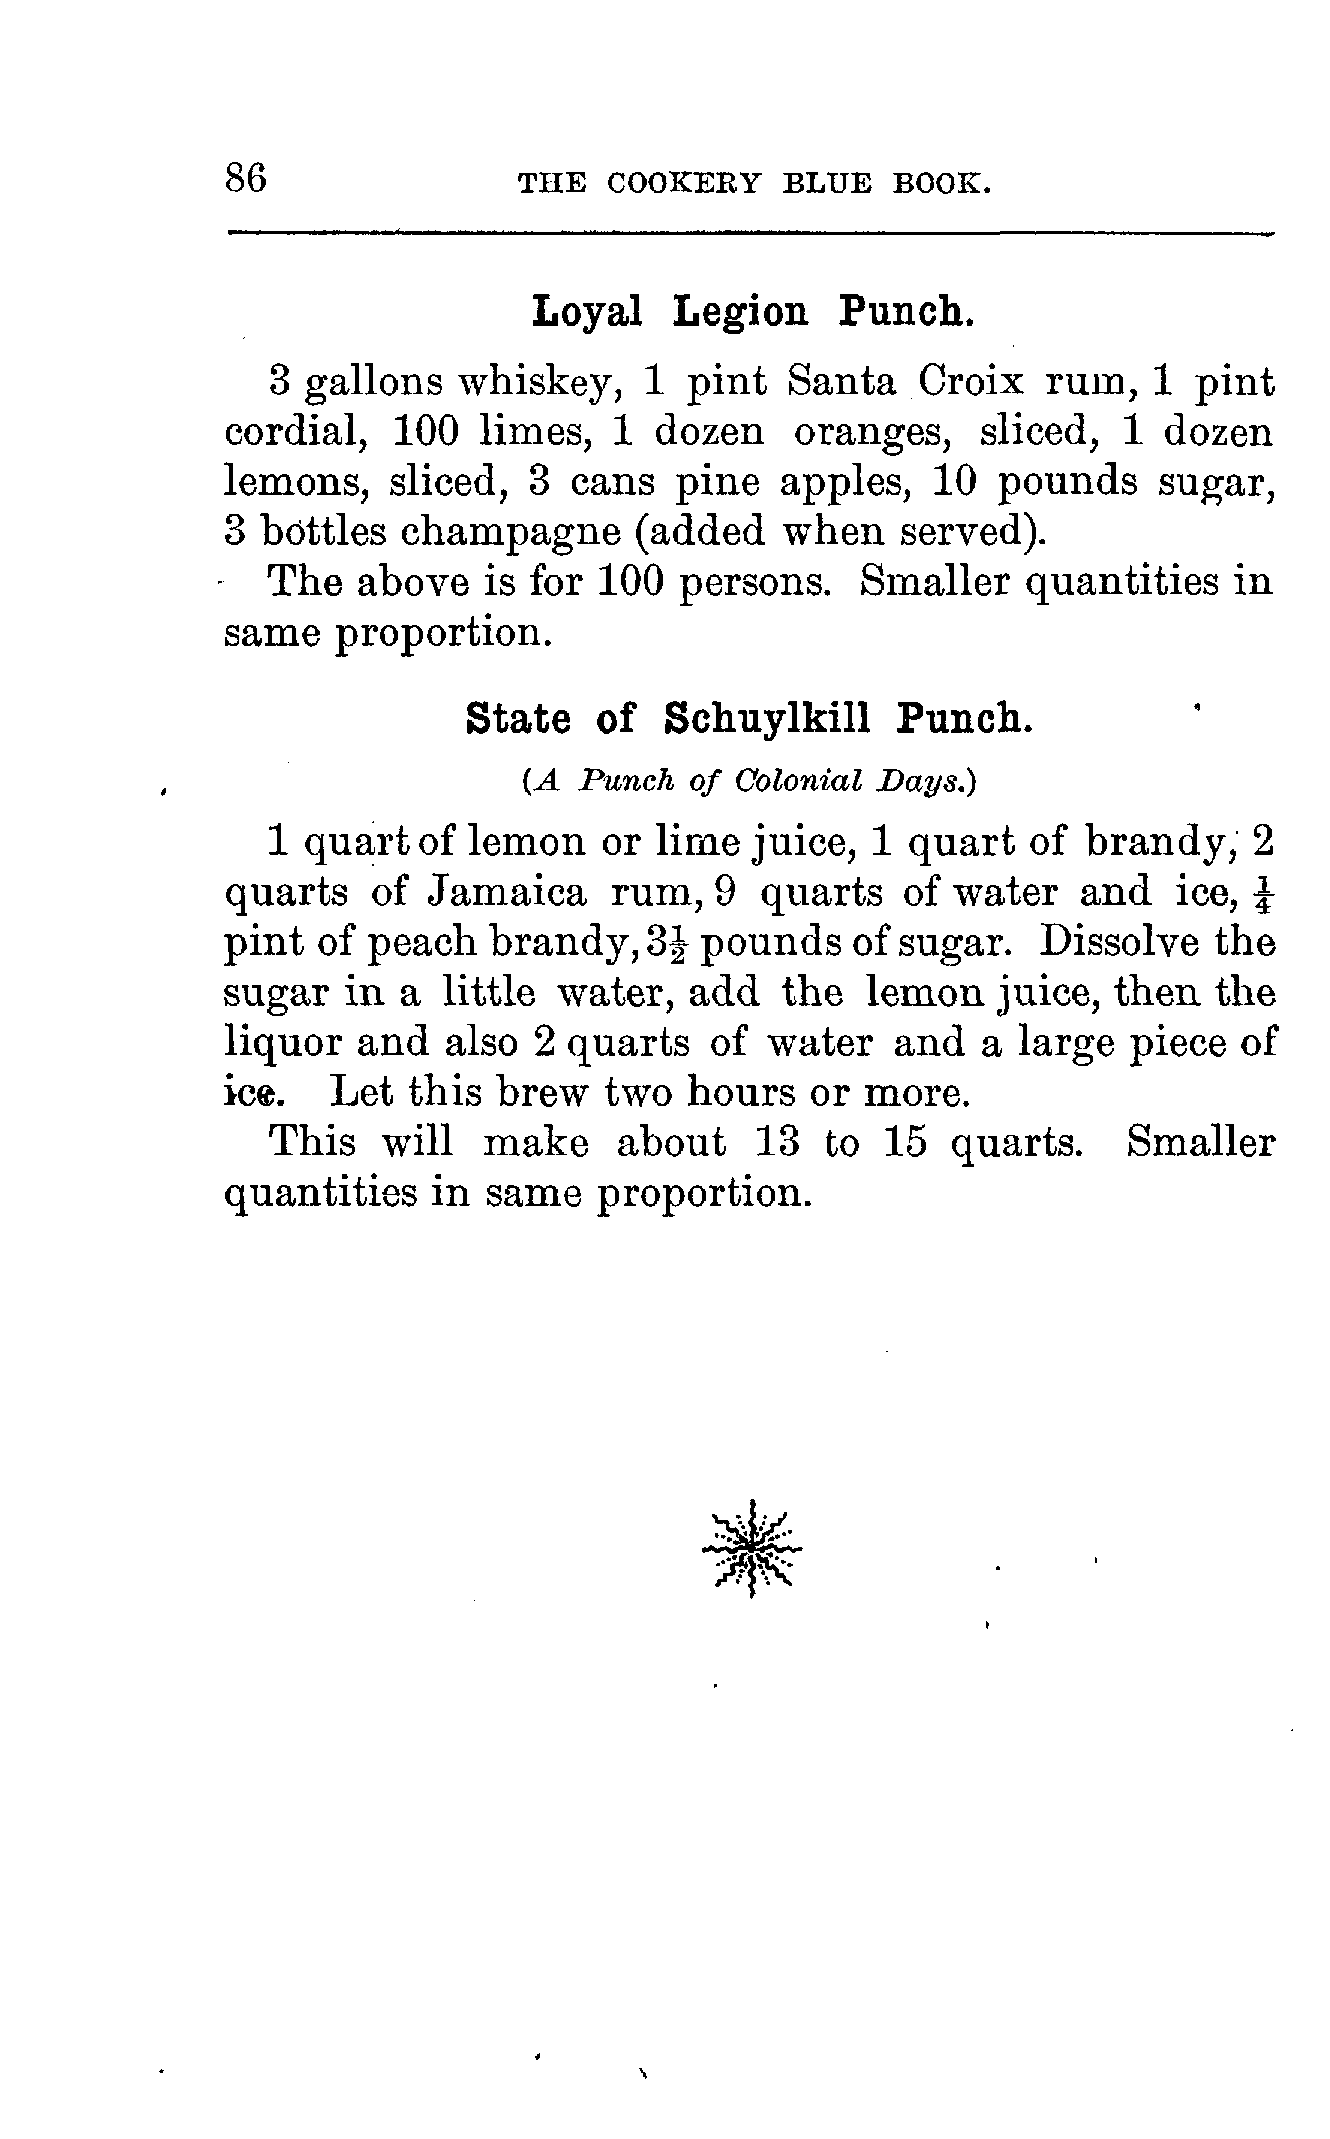 86 THE COOKERY BLUE BOOK.
Loyal Legion Punch.
3 gallons whiskey, 1 pint Santa Croix rum, 1 pint
cordial, 100 limes, 1 dozen oranges, sliced, 1 dozen
lemons, sliced, 3 cans pine apples, 10 pounds sugar,
3 bottles champagne (added when served).
The above is for 100 persons. Smaller quantities in
same proportion.
State of Schuylkill Punch.
(A Punch of Colonial Days.)
1 quart of lemon or lime juice, 1 quart of brandy, 2
quarts of Jamaica rum, 9 quarts of water and ice, ¼
pint of peach brandy, 3½ pounds of sugar. Dissolve the
sugar in a little water, add the lemon juice, then the
liquor and also 2 quarts of water and a large piece of
ice. Let this brew two hours or more.
This will make about 13 to 15 quarts. Smaller
quantities in same proportion.